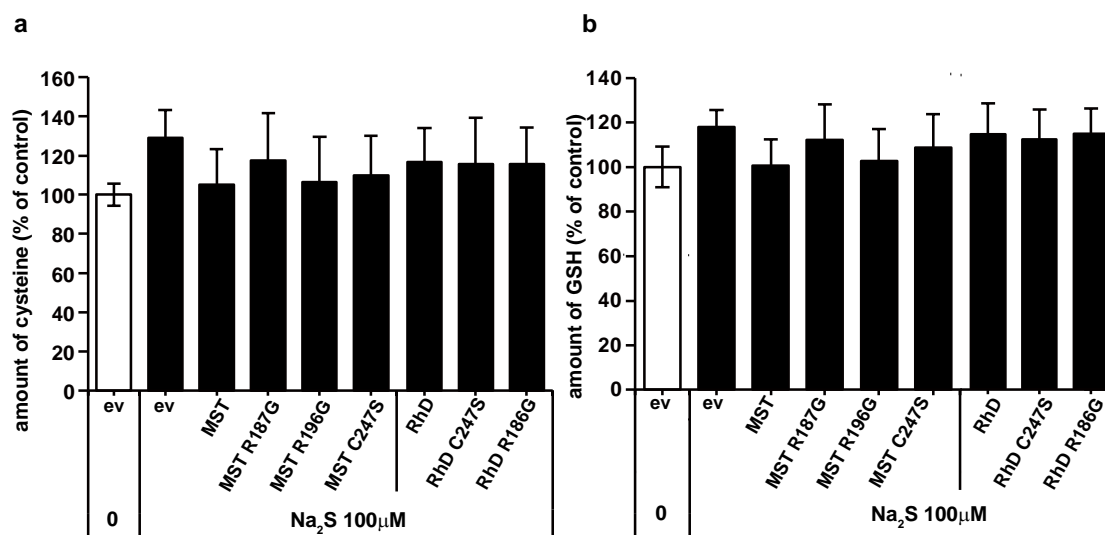 a
amount of cysteine (% of control)
160
140
120
100
80
60
40
20
0
ev
ev
MST
MST R187G
MST R196G
MST C247S
RhD
RhD C247S
RhD R186G
0
Na₂S 100µM
b
amount of GSH (% of control)
140
120
100
80
60
40
20
0
ev
ev
MST
MST R187G
MST R196G
MST C247S
RhD
RhD C247S
RhD R186G
0
Na₂S 100µM